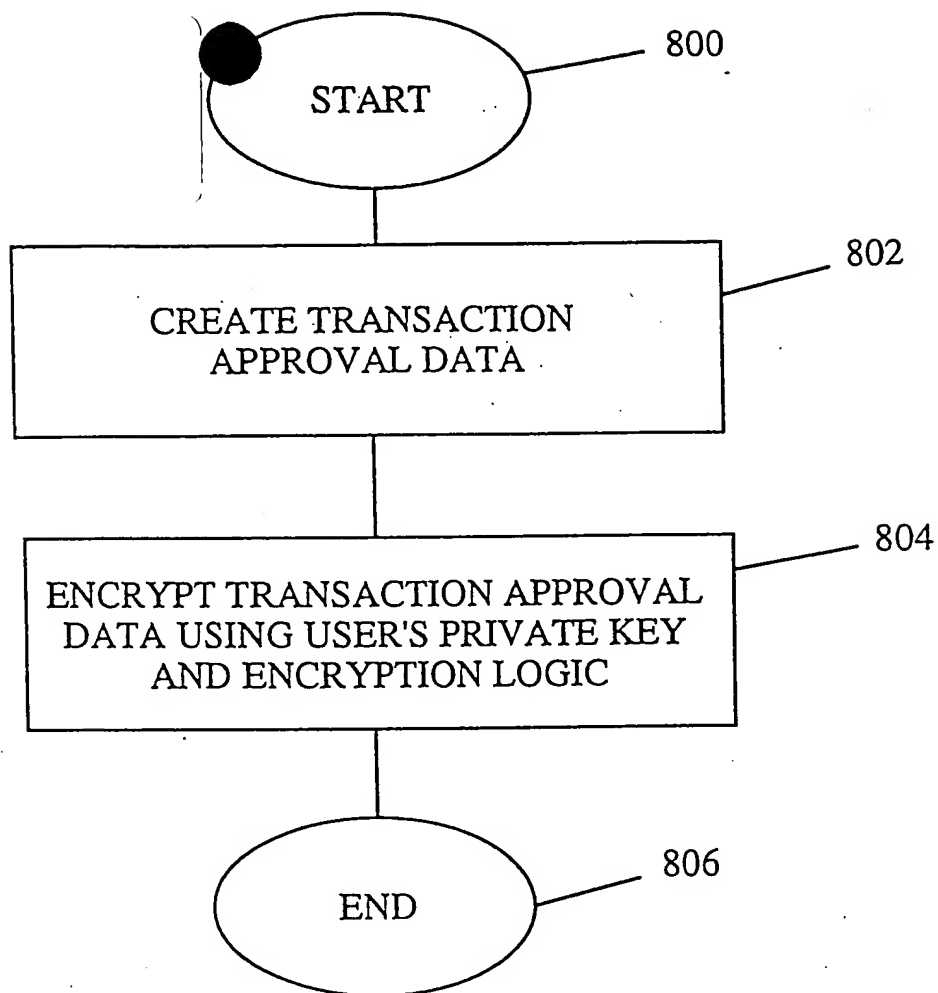 800
START
802
CREATE TRANSACTION
APPROVAL DATA
804
ENCRYPT TRANSACTION APPROVAL
DATA USING USER'S PRIVATE KEY
AND ENCRYPTION LOGIC
806
END